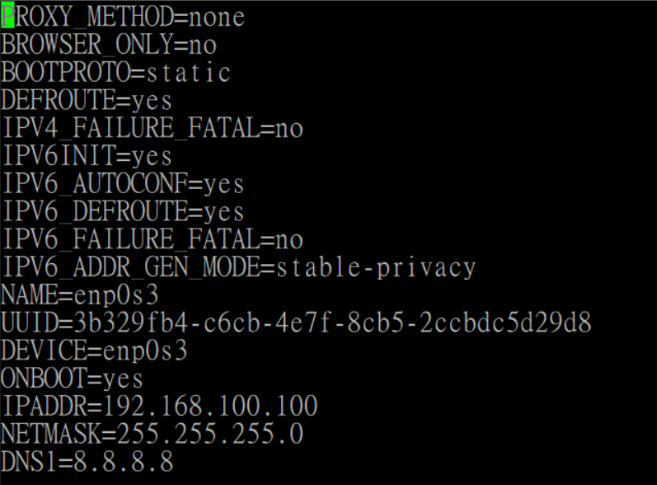 PROXY_METHOD=none
BROWSER_ONLY=no
BOOTPROTO=static
DEFROUTE=yes
IPV4_FAILURE_FATAL=no
IPV6INIT=yes
IPV6_AUTOCONF=yes
IPV6_DEFROUTE=yes
IPV6_FAILURE_FATAL=no
IPV6_ADDR_GEN_MODE=stable-privacy
NAME=enp0s3
UUID=3b329fb4-c6cb-4e7f-8cb5-2ccbdc5d29d8
DEVICE=enp0s3
ONBOOT=yes
IPADDR=192.168.100.100
NETMASK=255.255.255.0
DNS1=8.8.8.8